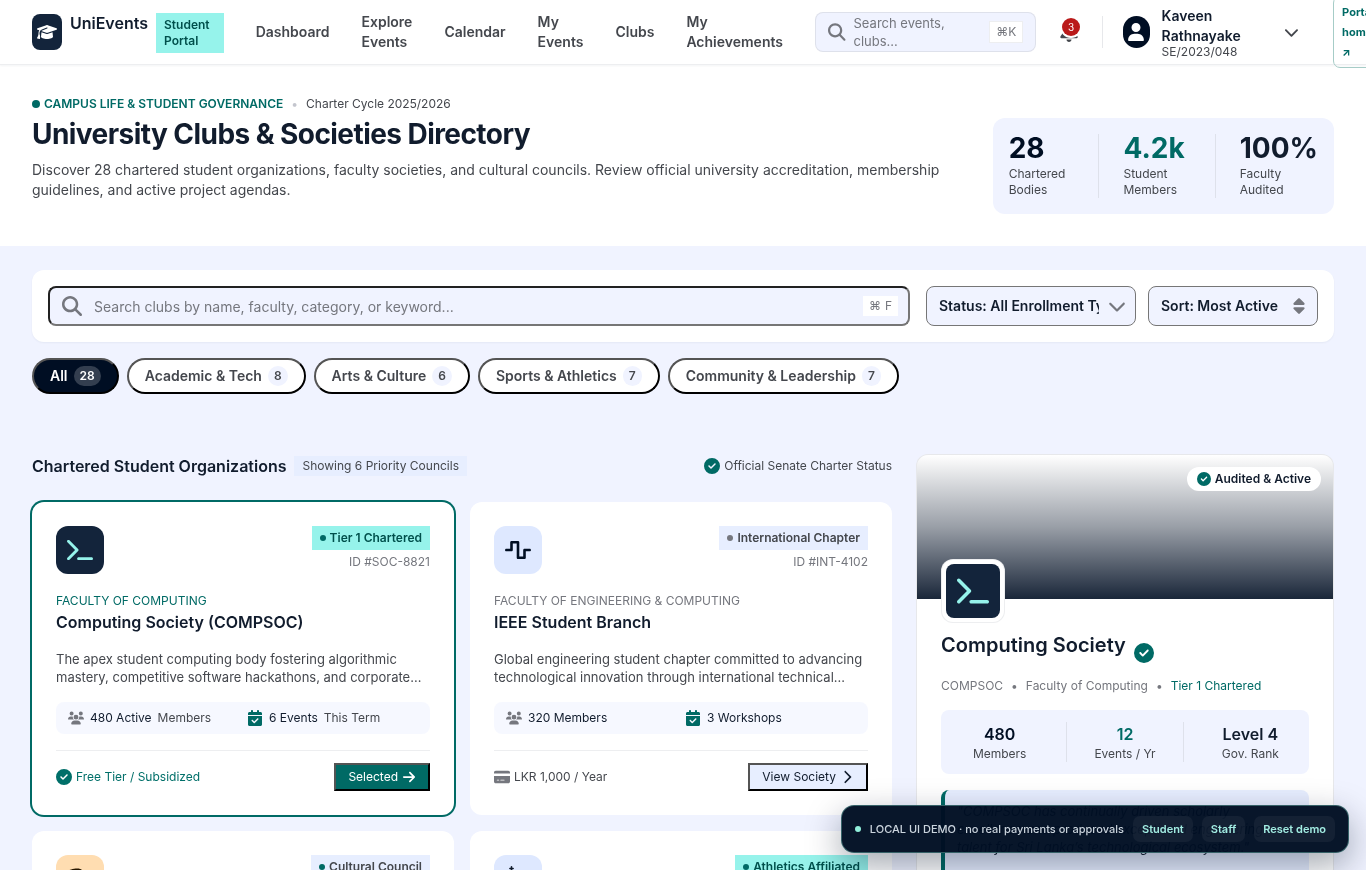 UniEvents
Student
Portal
Dashboard
Explore
Events
Calendar
My
Events
Clubs
My
Achievements
Search events,
clubs...
⌘K
3
Kaveen
Rathnayake
SE/2023/048
CAMPUS LIFE & STUDENT GOVERNANCE • Charter Cycle 2025/2026
University Clubs & Societies Directory
Discover 28 chartered student organizations, faculty societies, and cultural councils. Review official university accreditation, membership
guidelines, and active project agendas.
28
Chartered
Bodies
4.2k
Student
Members
100%
Faculty
Audited
Search clubs by name, faculty, category, or keyword...
⌘ F
Status: All Enrollment Ty
Sort: Most Active
All 28
Academic & Tech 8
Arts & Culture 6
Sports & Athletics 7
Community & Leadership 7
Chartered Student Organizations
Showing 6 Priority Councils
Official Senate Charter Status
Tier 1 Chartered
ID #SOC-8821
FACULTY OF COMPUTING
Computing Society (COMPSOC)
The apex student computing body fostering algorithmic
mastery, competitive software hackathons, and corporate...
480 Active Members
6 Events This Term
Free Tier / Subsidized
Selected →
International Chapter
ID #INT-4102
FACULTY OF ENGINEERING & COMPUTING
IEEE Student Branch
Global engineering student chapter committed to advancing
technological innovation through international technical...
320 Members
3 Workshops
LKR 1,000 / Year
View Society
Cultural Council
Athletics Affiliated
Audited & Active
Computing Society
COMPSOC • Faculty of Computing • Tier 1 Chartered
480
Members
12
Events / Yr
Level 4
Gov. Rank
LOCAL UI DEMO · no real payments or approvals
Student
Staff
Reset demo